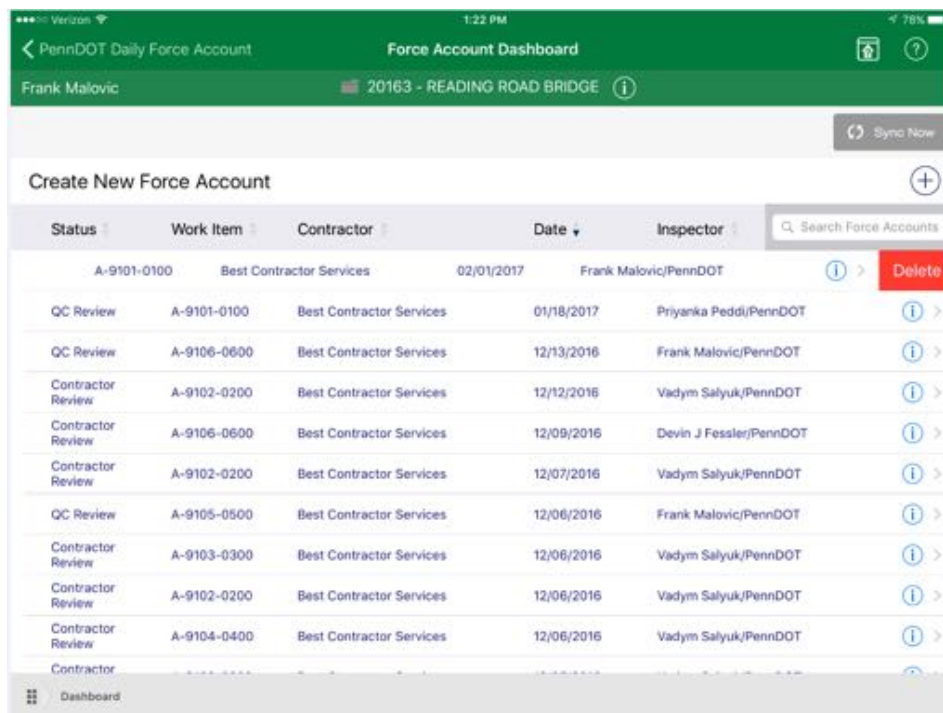 Verizon 1:22 PM 78%
PennDOT Daily Force Account Force Account Dashboard ?
Frank Malovic 20163 - READING ROAD BRIDGE i
Sync Now
Create New Force Account +
Status Work Item Contractor Date Inspector Search Force Accounts
A-9101-0100 Best Contractor Services 02/01/2017 Frank Malovic/PennDOT i Delete
QC Review A-9101-0100 Best Contractor Services 01/18/2017 Priyanka Peddi/PennDOT i
QC Review A-9106-0600 Best Contractor Services 12/13/2016 Frank Malovic/PennDOT i
Contractor
Review A-9102-0200 Best Contractor Services 12/12/2016 Vadym Salyuk/PennDOT i
Contractor
Review A-9106-0600 Best Contractor Services 12/09/2016 Devin J Fessler/PennDOT i
Contractor
Review A-9102-0200 Best Contractor Services 12/07/2016 Vadym Salyuk/PennDOT i
QC Review A-9105-0500 Best Contractor Services 12/06/2016 Frank Malovic/PennDOT i
Contractor
Review A-9103-0300 Best Contractor Services 12/06/2016 Vadym Salyuk/PennDOT i
Contractor
Review A-9102-0200 Best Contractor Services 12/06/2016 Vadym Salyuk/PennDOT i
Contractor
Review A-9104-0400 Best Contractor Services 12/06/2016 Vadym Salyuk/PennDOT i
Contractor
Dashboard